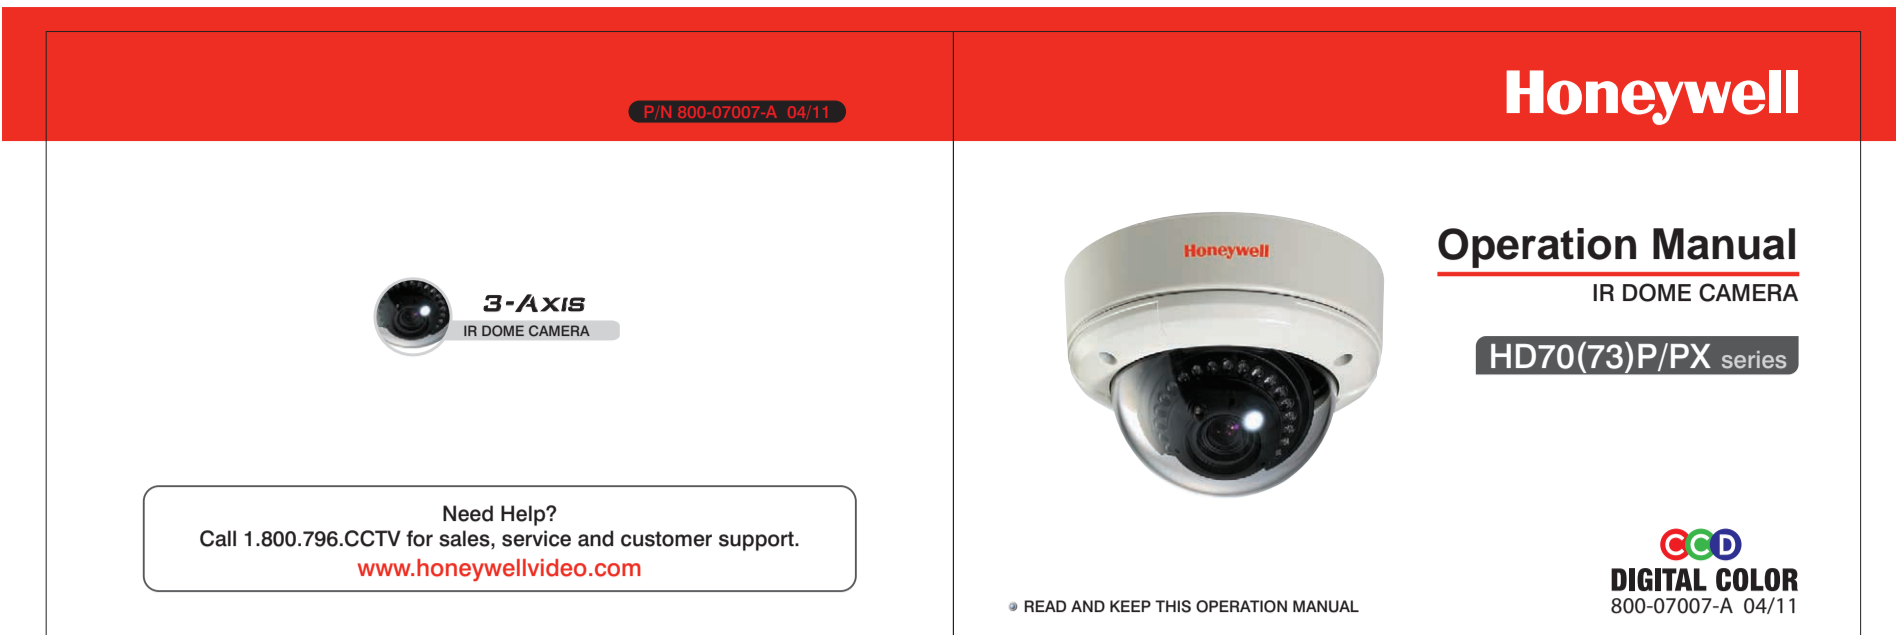 P/N 800-07007-A 04/11
3-Axis
IR DOME CAMERA
Need Help?
Call 1.800.796.CCTV for sales, service and customer support.
www.honeywellvideo.com
Honeywell
Honeywell
Operation Manual
IR DOME CAMERA
HD70(73)P/PX series
CCD
DIGITAL COLOR
800-07007-A 04/11
READ AND KEEP THIS OPERATION MANUAL